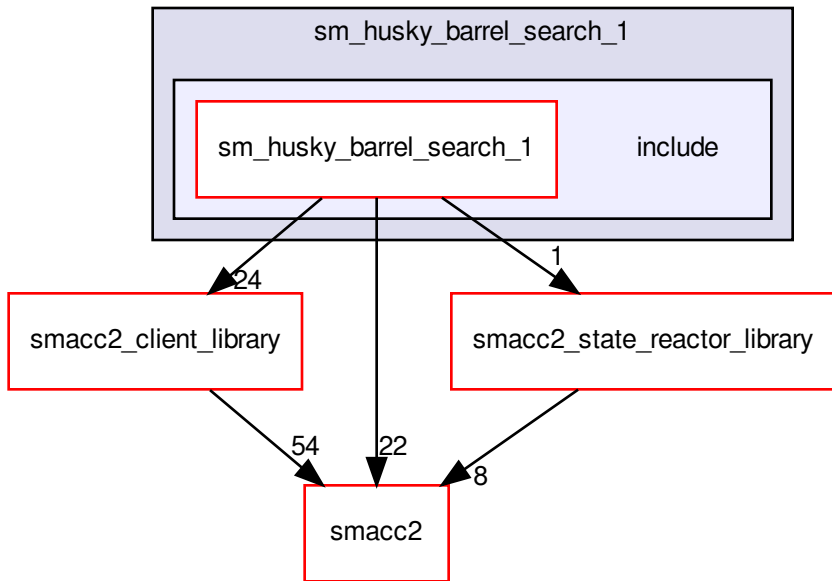 sm_husky_barrel_search_1
sm_husky_barrel_search_1
include
24
1
smacc2_client_library
smacc2_state_reactor_library
54
22
8
smacc2